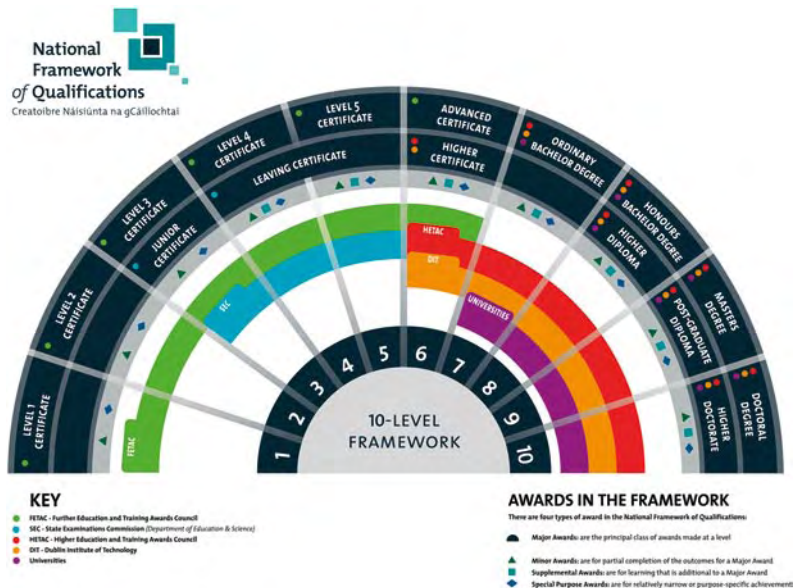 National
Framework
of Qualifications
Creatoibre Náisiúnta na gCáilíochtaí
LEVEL 1
CERTIFICATE
LEVEL 2
CERTIFICATE
LEVEL 3
CERTIFICATE
JUNIOR
CERTIFICATE
LEVEL 4
CERTIFICATE
LEVEL 5
CERTIFICATE
LEAVING CERTIFICATE
ADVANCED
CERTIFICATE
HIGHER
CERTIFICATE
ORDINARY
BACHELOR DEGREE
HONOURS
BACHELOR DEGREE
HIGHER
DIPLOMA
MASTERS
DEGREE
POST-GRADUATE
DIPLOMA
DOCTORAL
DEGREE
HIGHER
DOCTORATE
FETAC
SEC
HETAC
DIT
UNIVERSITIES
1
2
3
4
5
6
7
8
9
10
10-LEVEL
FRAMEWORK
KEY
FETAC - Further Education and Training Awards Council
SEC - State Examinations Commission (Department of Education & Science)
HETAC - Higher Education and Training Awards Council
DIT - Dublin Institute of Technology
Universities
AWARDS IN THE FRAMEWORK
There are four types of award in the National Framework of Qualifications:
Major Awards: are the principal class of awards made at a level
Minor Awards: are for partial completion of the outcomes for a Major Award
Supplemental Awards: are for learning that is additional to a Major Award
Special Purpose Awards: are for relatively narrow or purpose-specific achievement